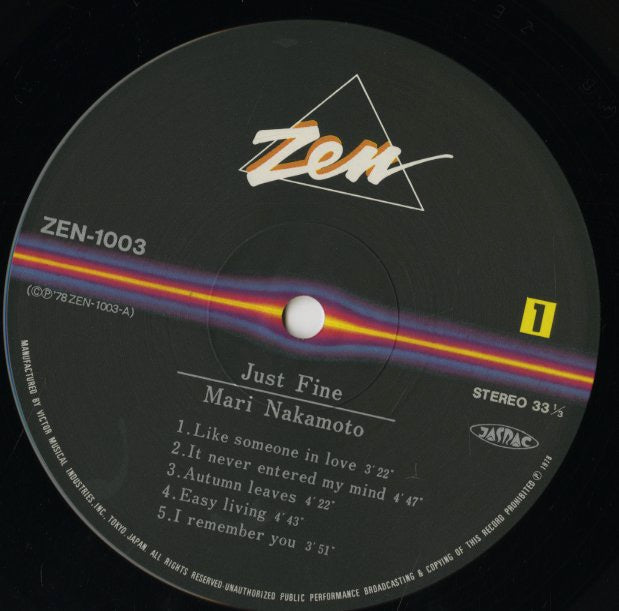 Zen
ZEN-1003
(ⒸⓅ'78 ZEN-1003-A)
1
STEREO 33 1/3
JASRAC
Just Fine
Mari Nakamoto
1.Like someone in love 3'22"
2.It never entered my mind 4'47"
3.Autumn leaves 4'22"
4.Easy living 4'43"
5.I remember you 3'51"
MANUFACTURED BY VICTOR MUSICAL INDUSTRIES, INC., TOKYO JAPAN ALL RIGHTS RESERVED·UNAUTHORIZED PUBLIC PERFORMANCE BROADCASTING & COPYING OF THIS RECORD PROHIBITED Ⓟ 1978